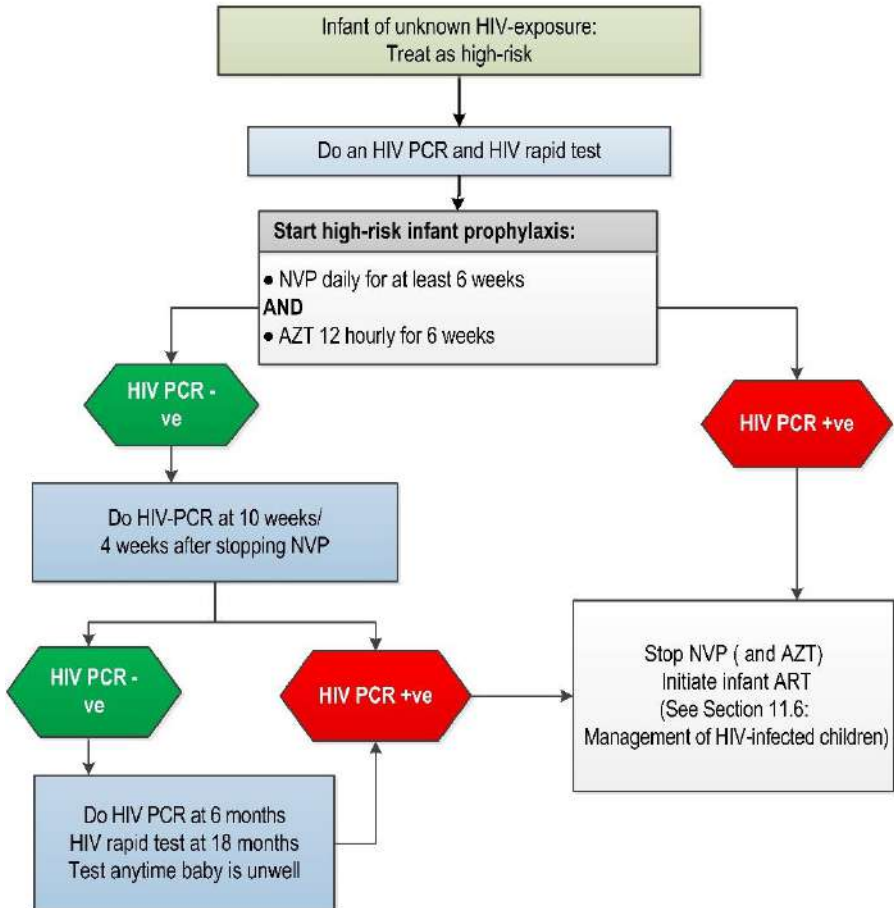 Infant of unknown HIV-exposure:
Treat as high-risk
Do an HIV PCR and HIV rapid test
Start high-risk infant prophylaxis:
● NVP daily for at least 6 weeks
AND
● AZT 12 hourly for 6 weeks
HIV PCR -
ve
HIV PCR +ve
Do HIV-PCR at 10 weeks/
4 weeks after stopping NVP
HIV PCR -
ve
HIV PCR +ve
Stop NVP ( and AZT)
Initiate infant ART
(See Section 11.6:
Management of HIV-infected children)
Do HIV PCR at 6 months
HIV rapid test at 18 months
Test anytime baby is unwell